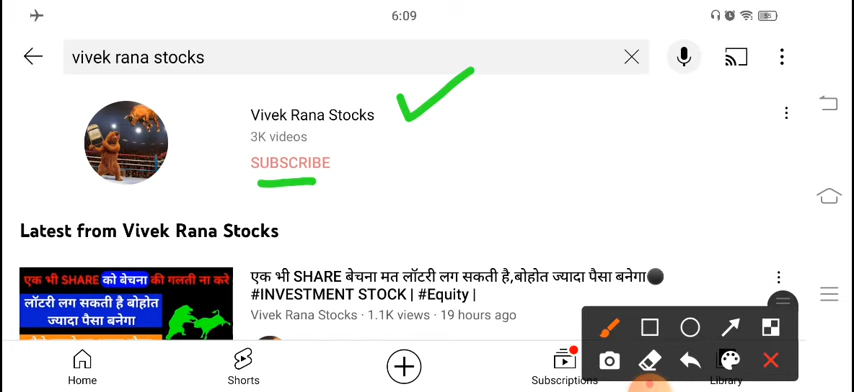 6:09
vivek rana stocks
Vivek Rana Stocks
3K videos
SUBSCRIBE
Latest from Vivek Rana Stocks
एक भी SHARE को बेचना की गलती ना करे
लॉटरी लग सकती है बोहोत
ज्यादा पैसा बनेगा
एक भी SHARE बेचना मत लॉटरी लग सकती है,बोहोत ज्यादा पैसा बनेगा⚫
#INVESTMENT STOCK | #Equity |
Vivek Rana Stocks · 1.1K views · 19 hours ago
Home
Shorts
Subscriptions
Library